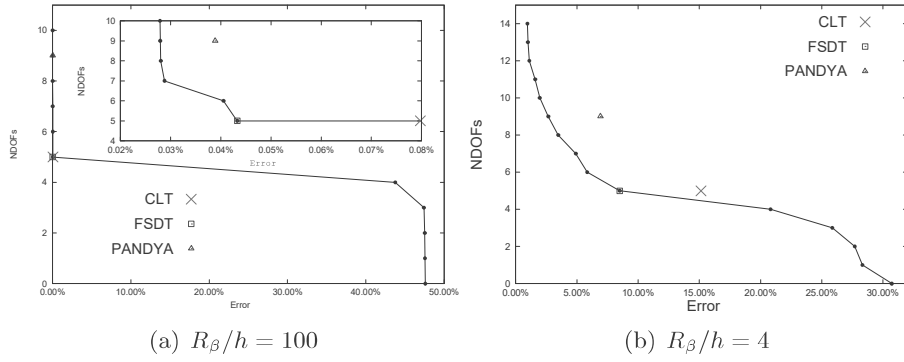 NDOFs
10
8
6
4
2
0
0.00%
10.00%
20.00%
30.00%
40.00%
50.00%
Error
CLT
FSDT
PANDYA
NDOFs
10
9
8
7
6
5
4
0.02%
0.03%
0.04%
0.05%
0.06%
0.07%
0.08%
Error
(a) Rβ/h = 100
NDOFs
14
12
10
8
6
4
2
0
0.00%
5.00%
10.00%
15.00%
20.00%
25.00%
30.00%
Error
CLT
FSDT
PANDYA
(b) Rβ/h = 4